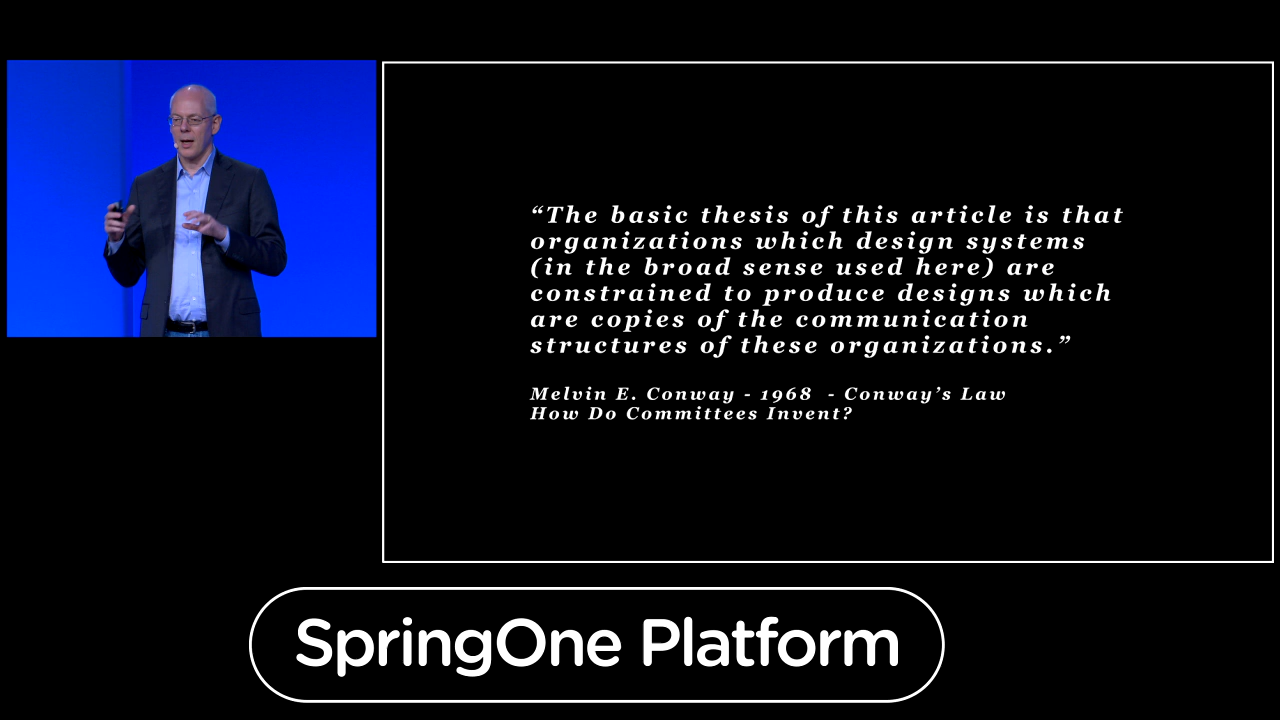 “The basic thesis of this article is that
organizations which design systems
(in the broad sense used here) are
constrained to produce designs which
are copies of the communication
structures of these organizations.”
Melvin E. Conway - 1968  - Conway’s Law
How Do Committees Invent?
SpringOne Platform